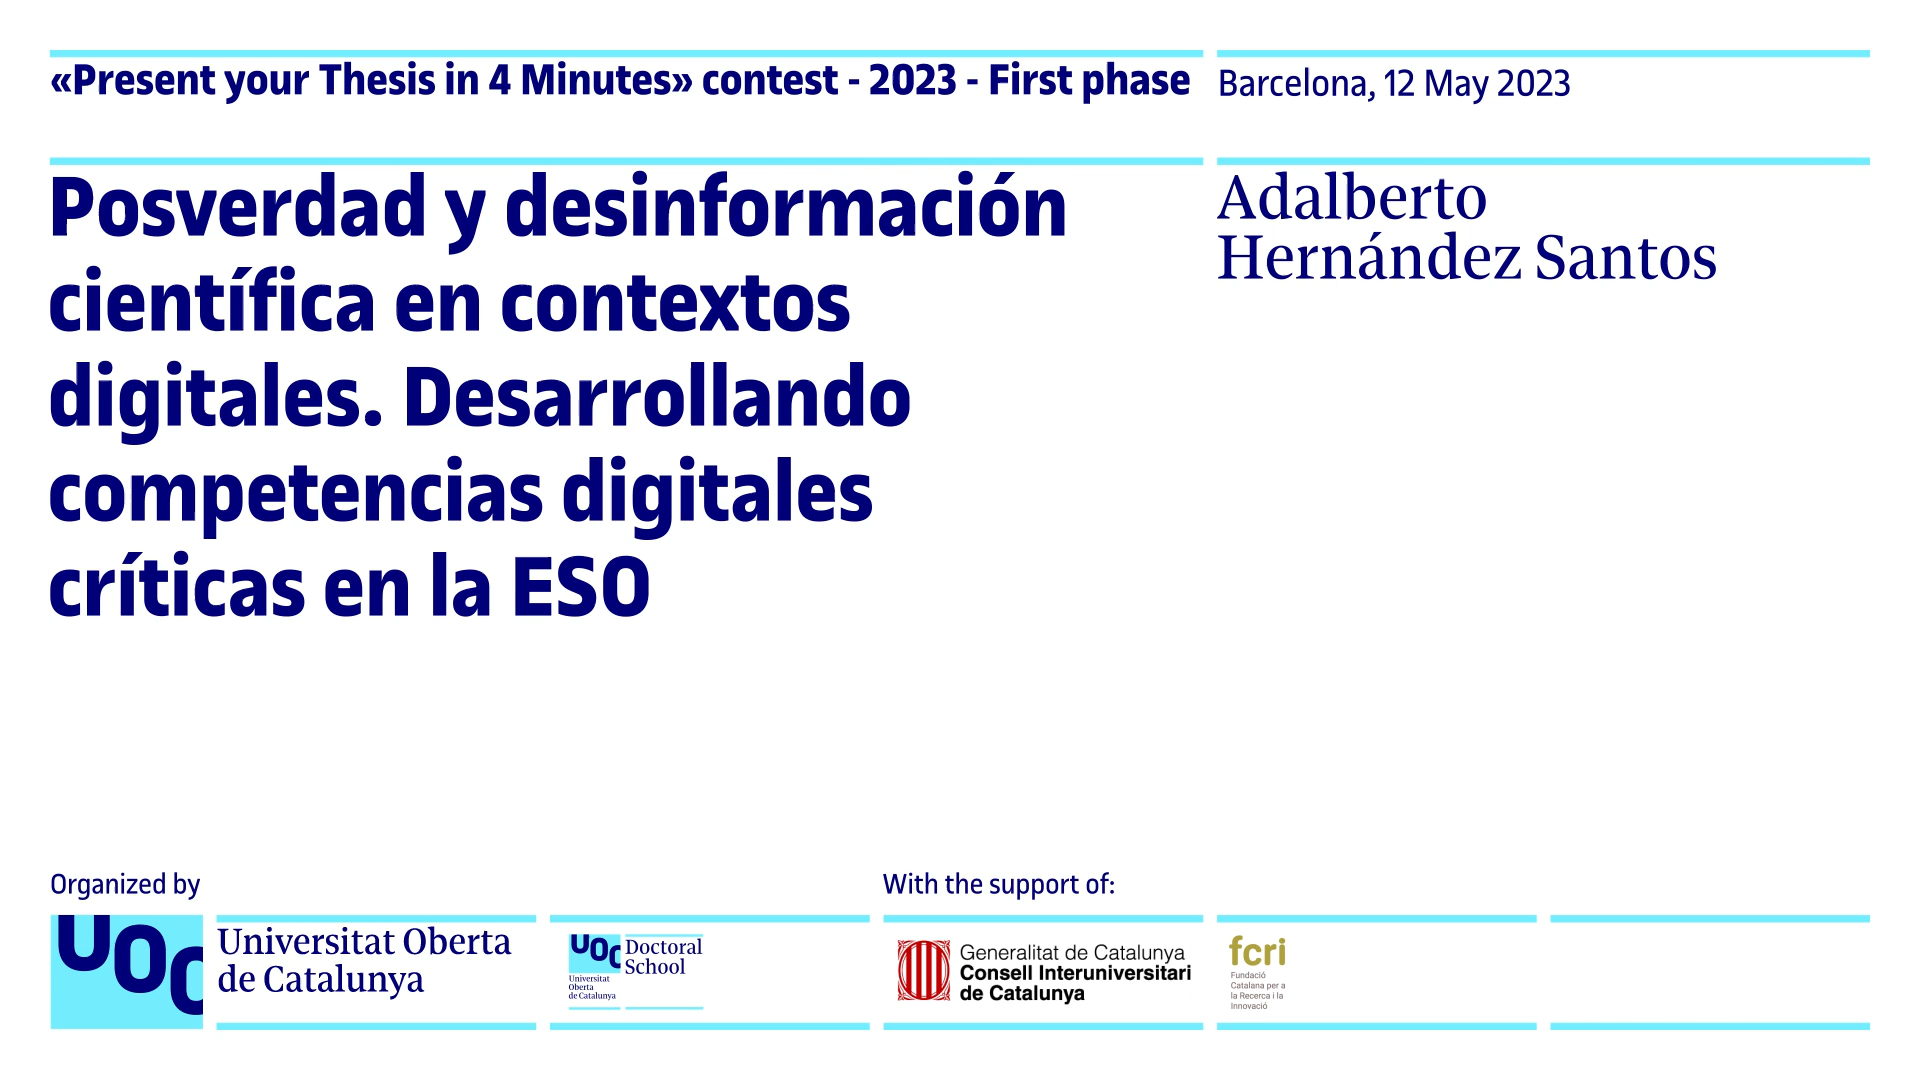 «Present your Thesis in 4 Minutes» contest - 2023 - First phase
Barcelona, 12 May 2023
Posverdad y desinformación
científica en contextos
digitales. Desarrollando
competencias digitales
críticas en la ESO
Adalberto
Hernández Santos
Organized by
UOC
Universitat Oberta
de Catalunya
UOC
Universitat
Oberta
de Catalunya
Doctoral
School
With the support of:
Generalitat de Catalunya
Consell Interuniversitari
de Catalunya
fcri
Fundació
Catalana per a
la Recerca i la
Innovació